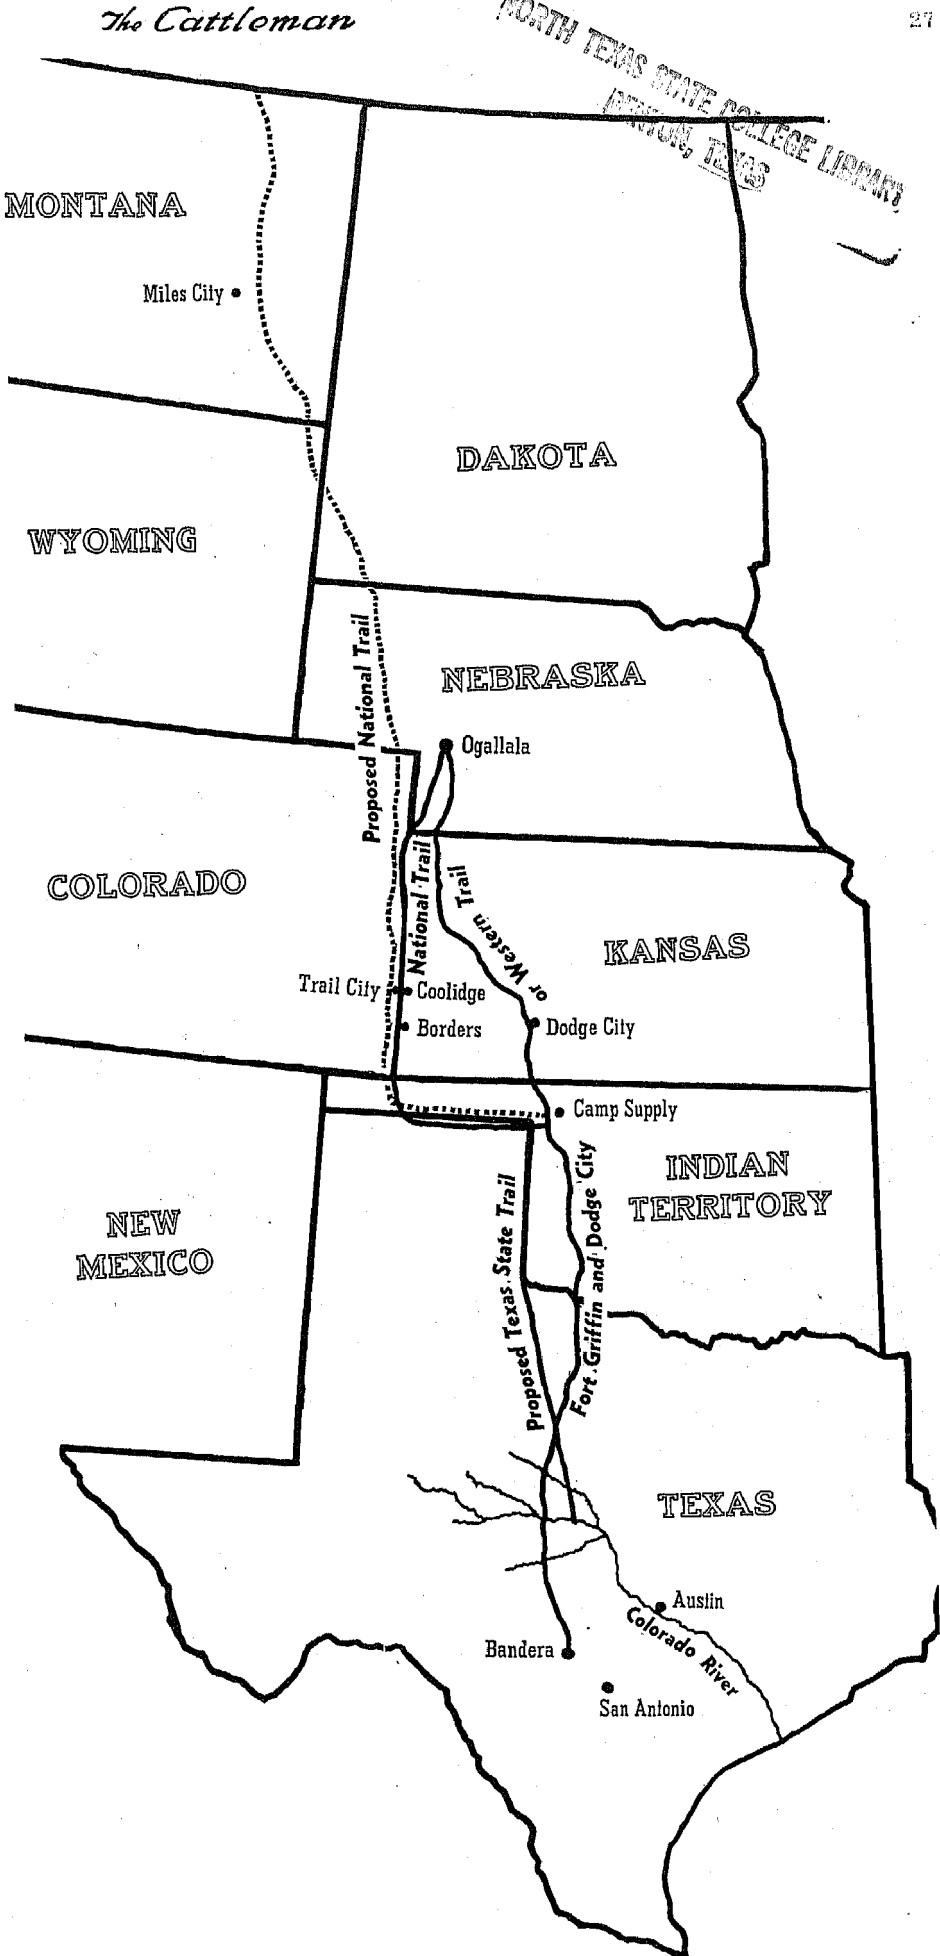 The Cattleman
27
NORTH TEXAS STATE COLLEGE LIBRARY
DENTON, TEXAS
MONTANA
Miles City
DAKOTA
WYOMING
Proposed National Trail
NEBRASKA
Ogallala
COLORADO
National Trail
or Western Trail
KANSAS
Trail City
Coolidge
Borders
Dodge City
Camp Supply
INDIAN
TERRITORY
NEW
MEXICO
Proposed Texas State Trail
Fort Griffin and Dodge City
TEXAS
Austin
Colorado River
Bandera
San Antonio